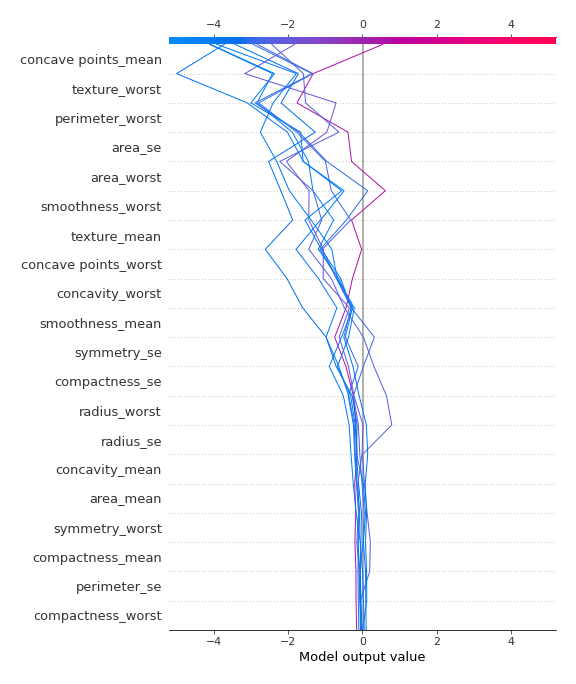 −4 −2 0 2 4
concave points_mean
texture_worst
perimeter_worst
area_se
area_worst
smoothness_worst
texture_mean
concave points_worst
concavity_worst
smoothness_mean
symmetry_se
compactness_se
radius_worst
radius_se
concavity_mean
area_mean
symmetry_worst
compactness_mean
perimeter_se
compactness_worst
−4 −2 0 2 4
Model output value